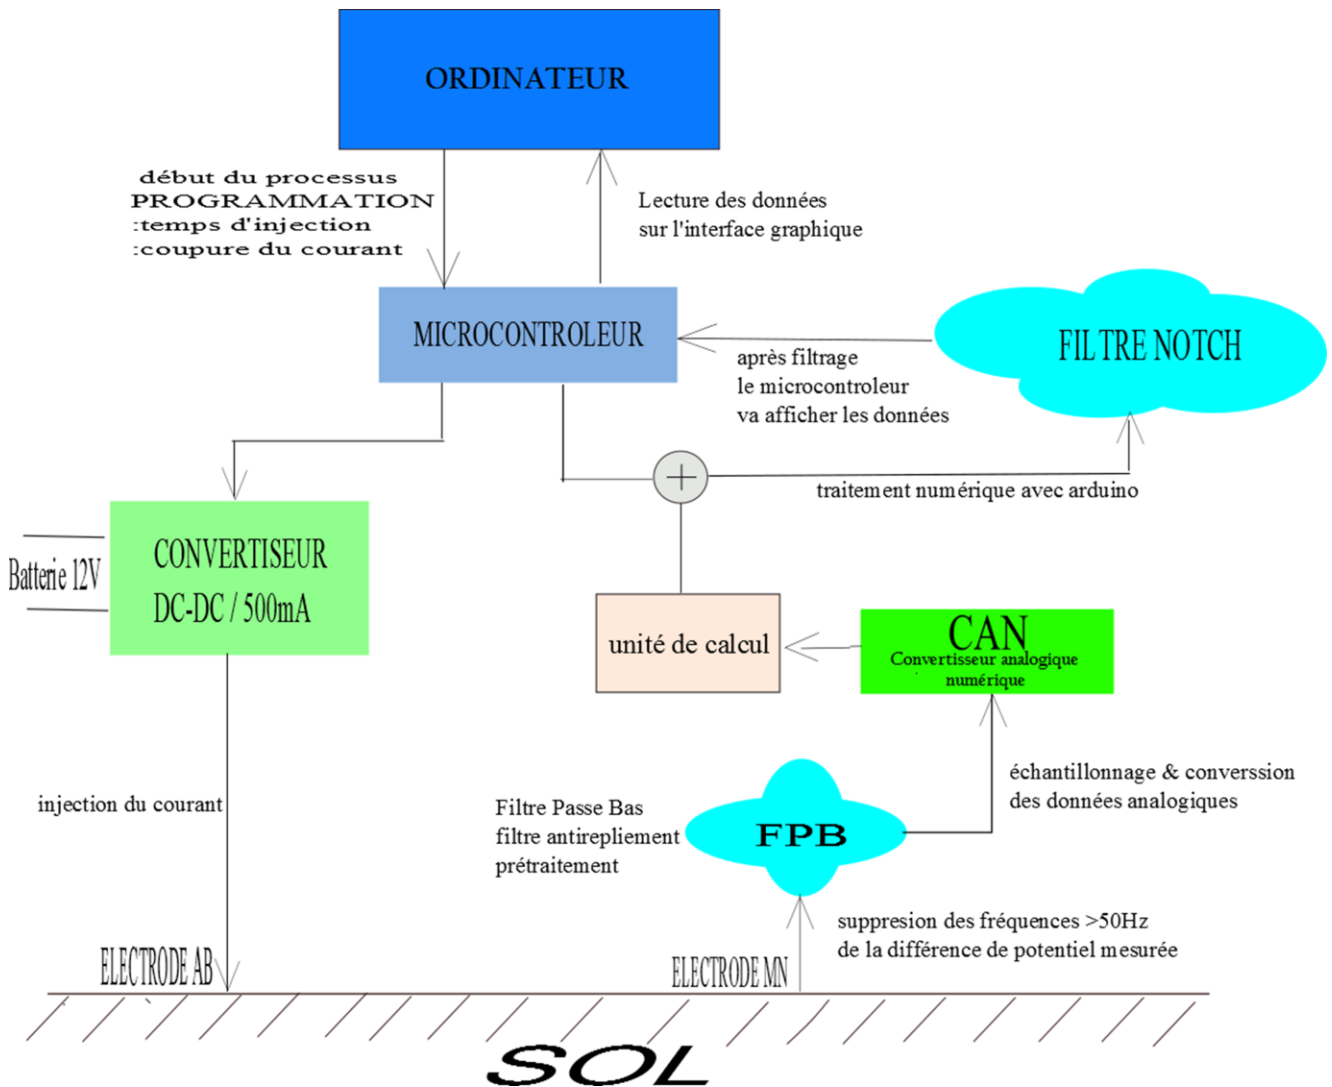 ORDINATEUR
début du processus
PROGRAMMATION
:temps d'injection
:coupure du courant
Lecture des données
sur l'interface graphique
MICROCONTROLEUR
FILTRE NOTCH
après filtrage
le microcontroleur
va afficher les données
+
traitement numérique avec arduino
Batterie 12V
CONVERTISEUR
DC-DC / 500mA
unité de calcul
CAN
Convertisseur analogique
numérique
injection du courant
échantillonnage & converssion
des données analogiques
Filtre Passe Bas
filtre antirepliement
prétraitement
FPB
suppresion des fréquences >50Hz
de la différence de potentiel mesurée
ELECTRODE AB
ELECTRODE MN
SOL